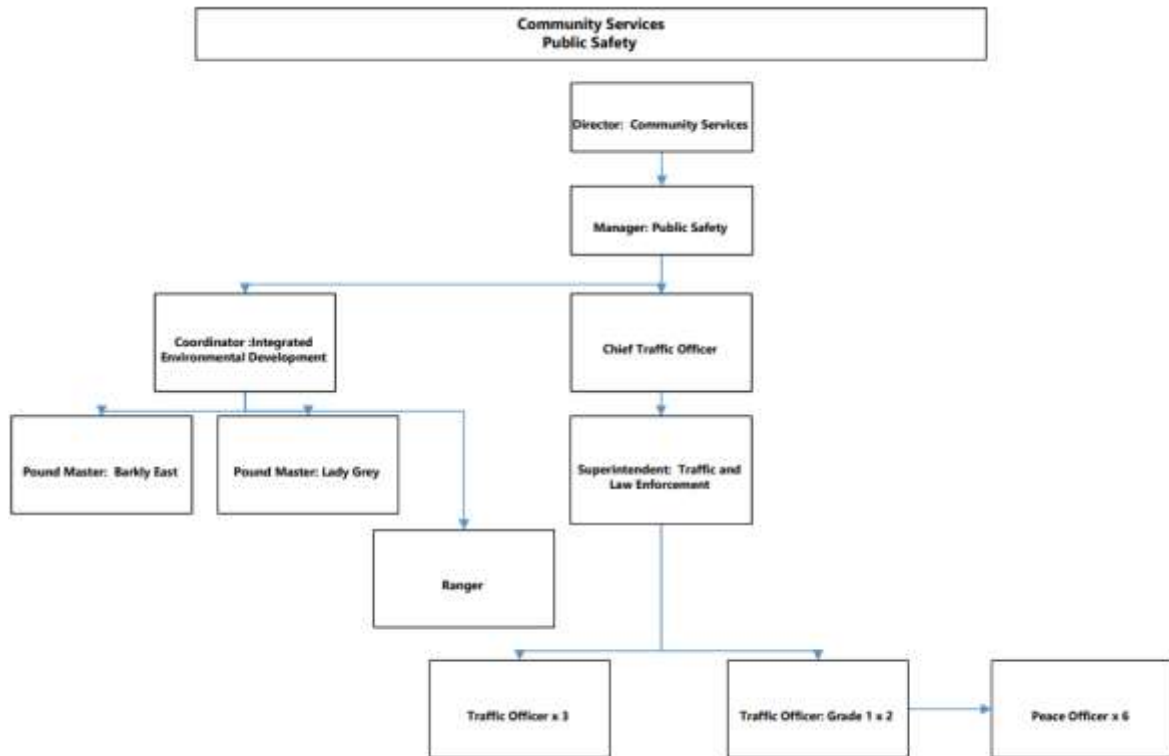 Community Services
Public Safety
Director: Community Services
Manager: Public Safety
Coordinator :Integrated
Environmental Development
Chief Traffic Officer
Pound Master: Barkly East
Pound Master: Lady Grey
Superintendent: Traffic and
Law Enforcement
Ranger
Traffic Officer x 3
Traffic Officer: Grade 1 x 2
Peace Officer x 6